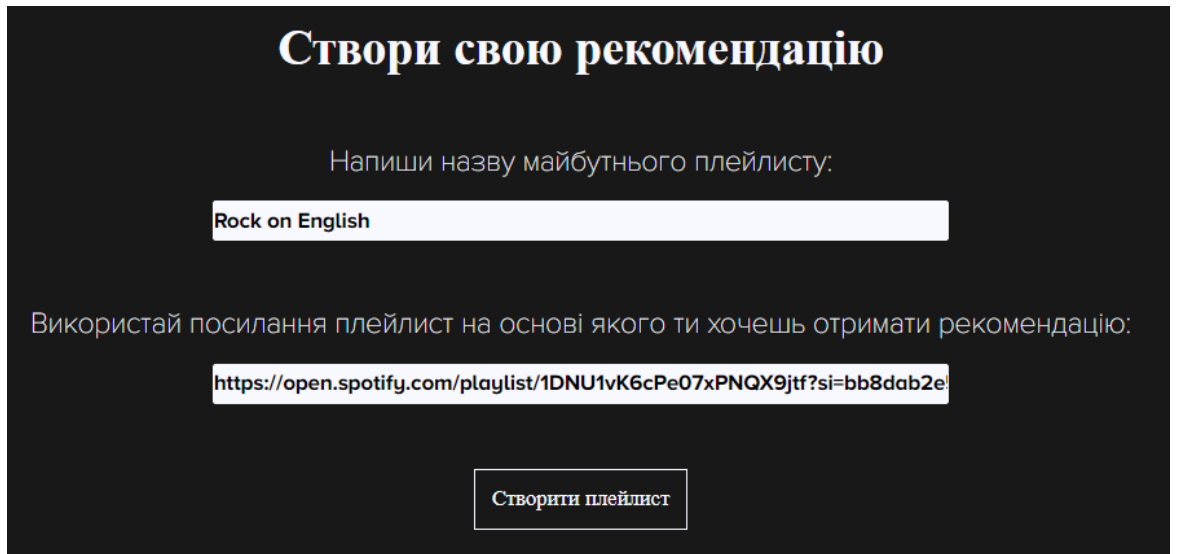 Створи свою рекомендацію
Напиши назву майбутнього плейлисту:
Rock on English
Використай посилання плейлист на основі якого ти хочешь отримати рекомендацію:
https://open.spotify.com/playlist/1DNU1vK6cPe07xPNQX9jtf?si=bb8dab2e
Створити плейлист